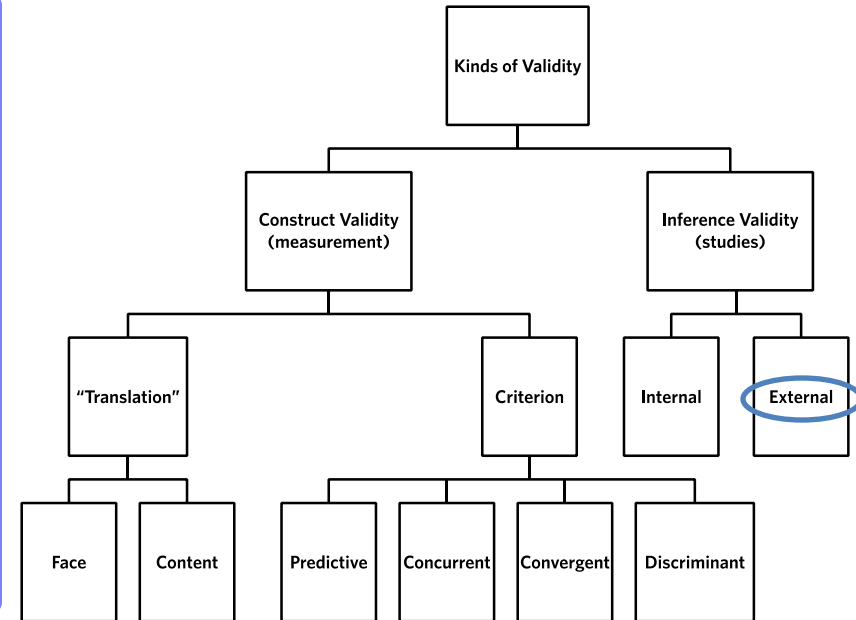 Kinds of Validity
Construct Validity
(measurement)
Inference Validity
(studies)
“Translation”
Criterion
Internal
External
Face
Content
Predictive
Concurrent
Convergent
Discriminant